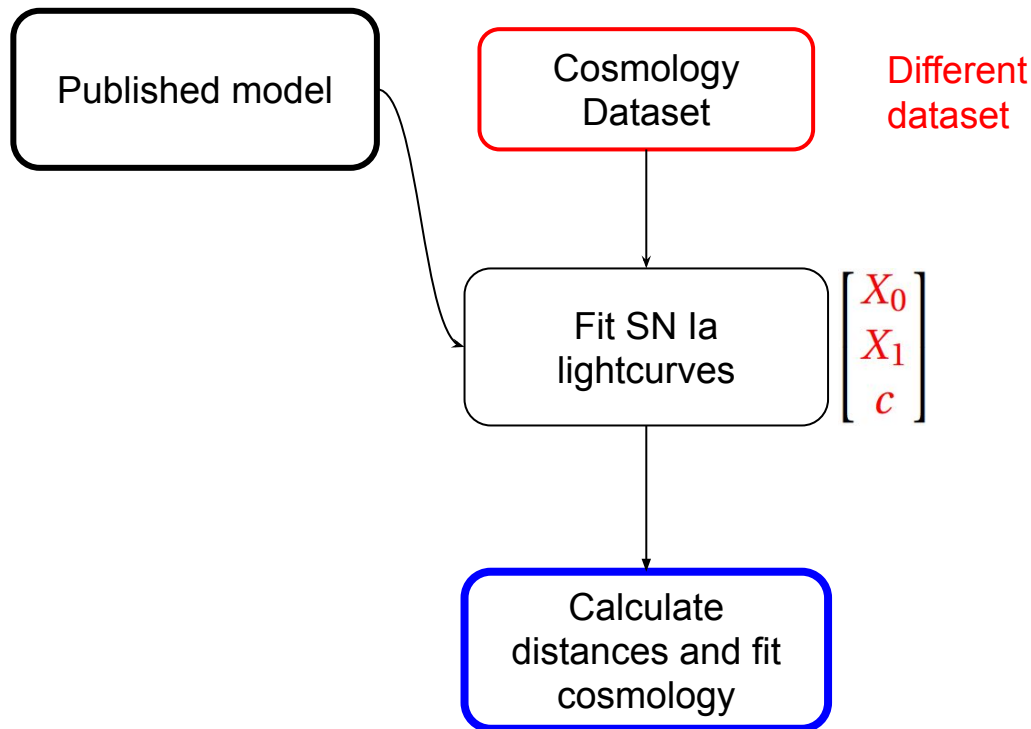 Published model
Cosmology
Dataset
Different
dataset
Fit SN Ia
lightcurves
X₀
X₁
c
Calculate
distances and fit
cosmology